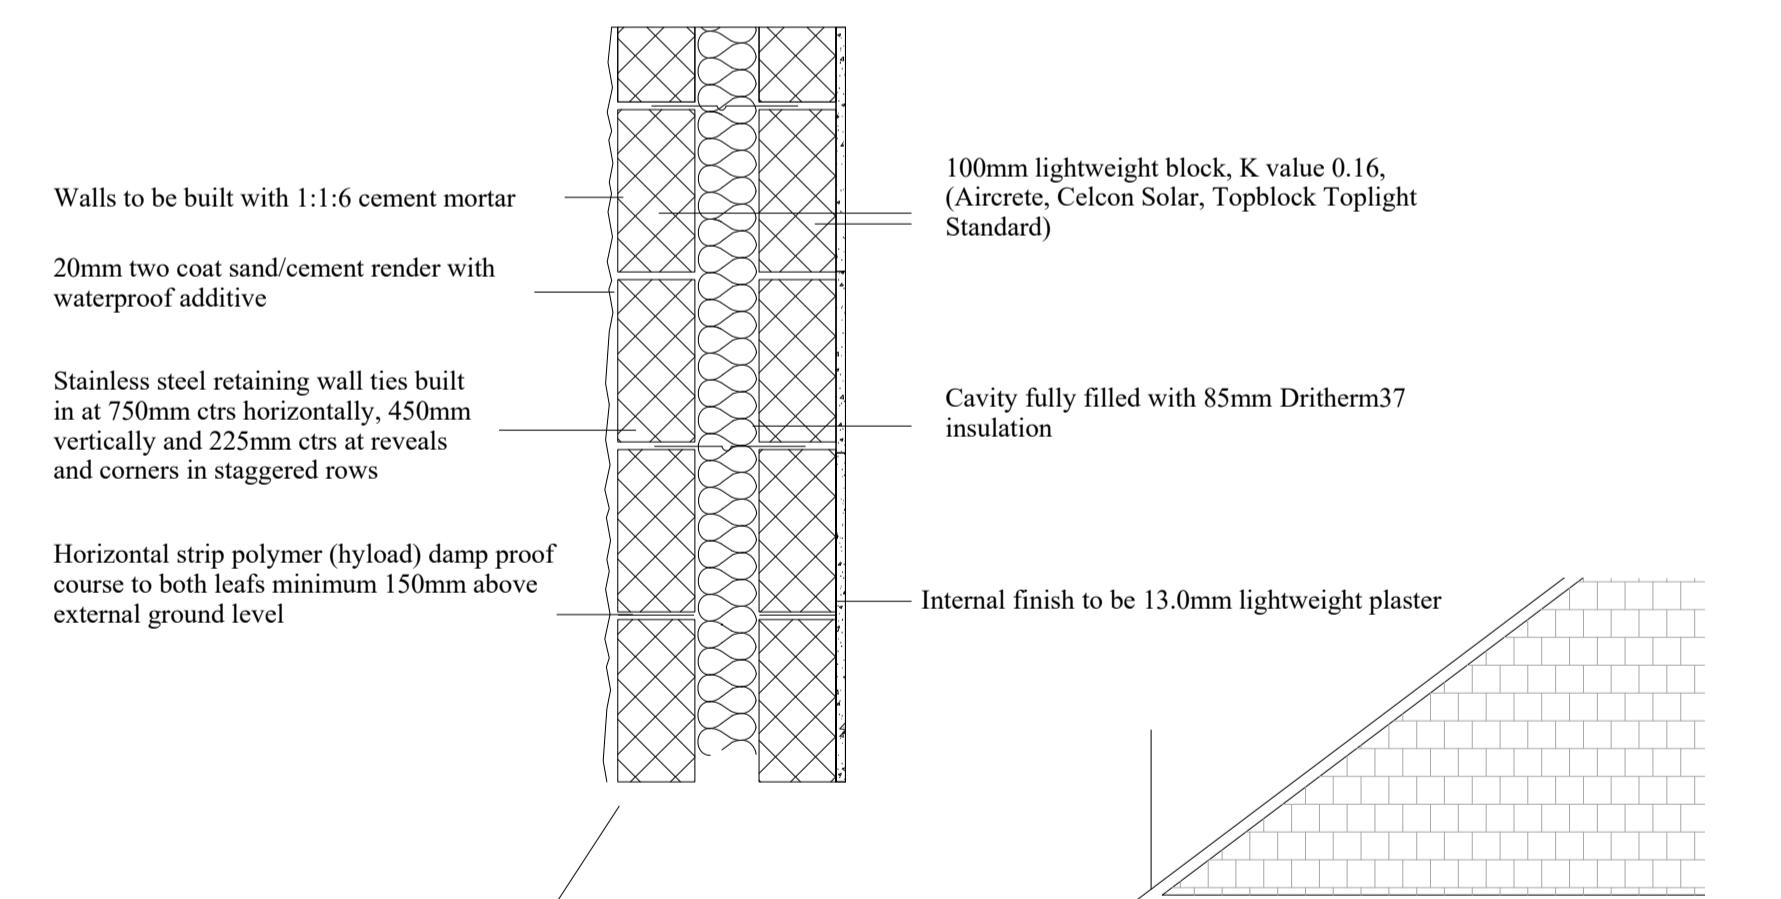 Walls to be built with 1:1:6 cement mortar
20mm two coat sand/cement render with
waterproof additive
Stainless steel retaining wall ties built
in at 750mm ctrs horizontally, 450mm
vertically and 225mm ctrs at reveals
and corners in staggered rows
Horizontal strip polymer (hyload) damp proof
course to both leafs minimum 150mm above
external ground level
100mm lightweight block, K value 0.16,
(Aircrete, Celcon Solar, Topblock Toplight
Standard)
Cavity fully filled with 85mm Dritherm37
insulation
Internal finish to be 13.0mm lightweight plaster